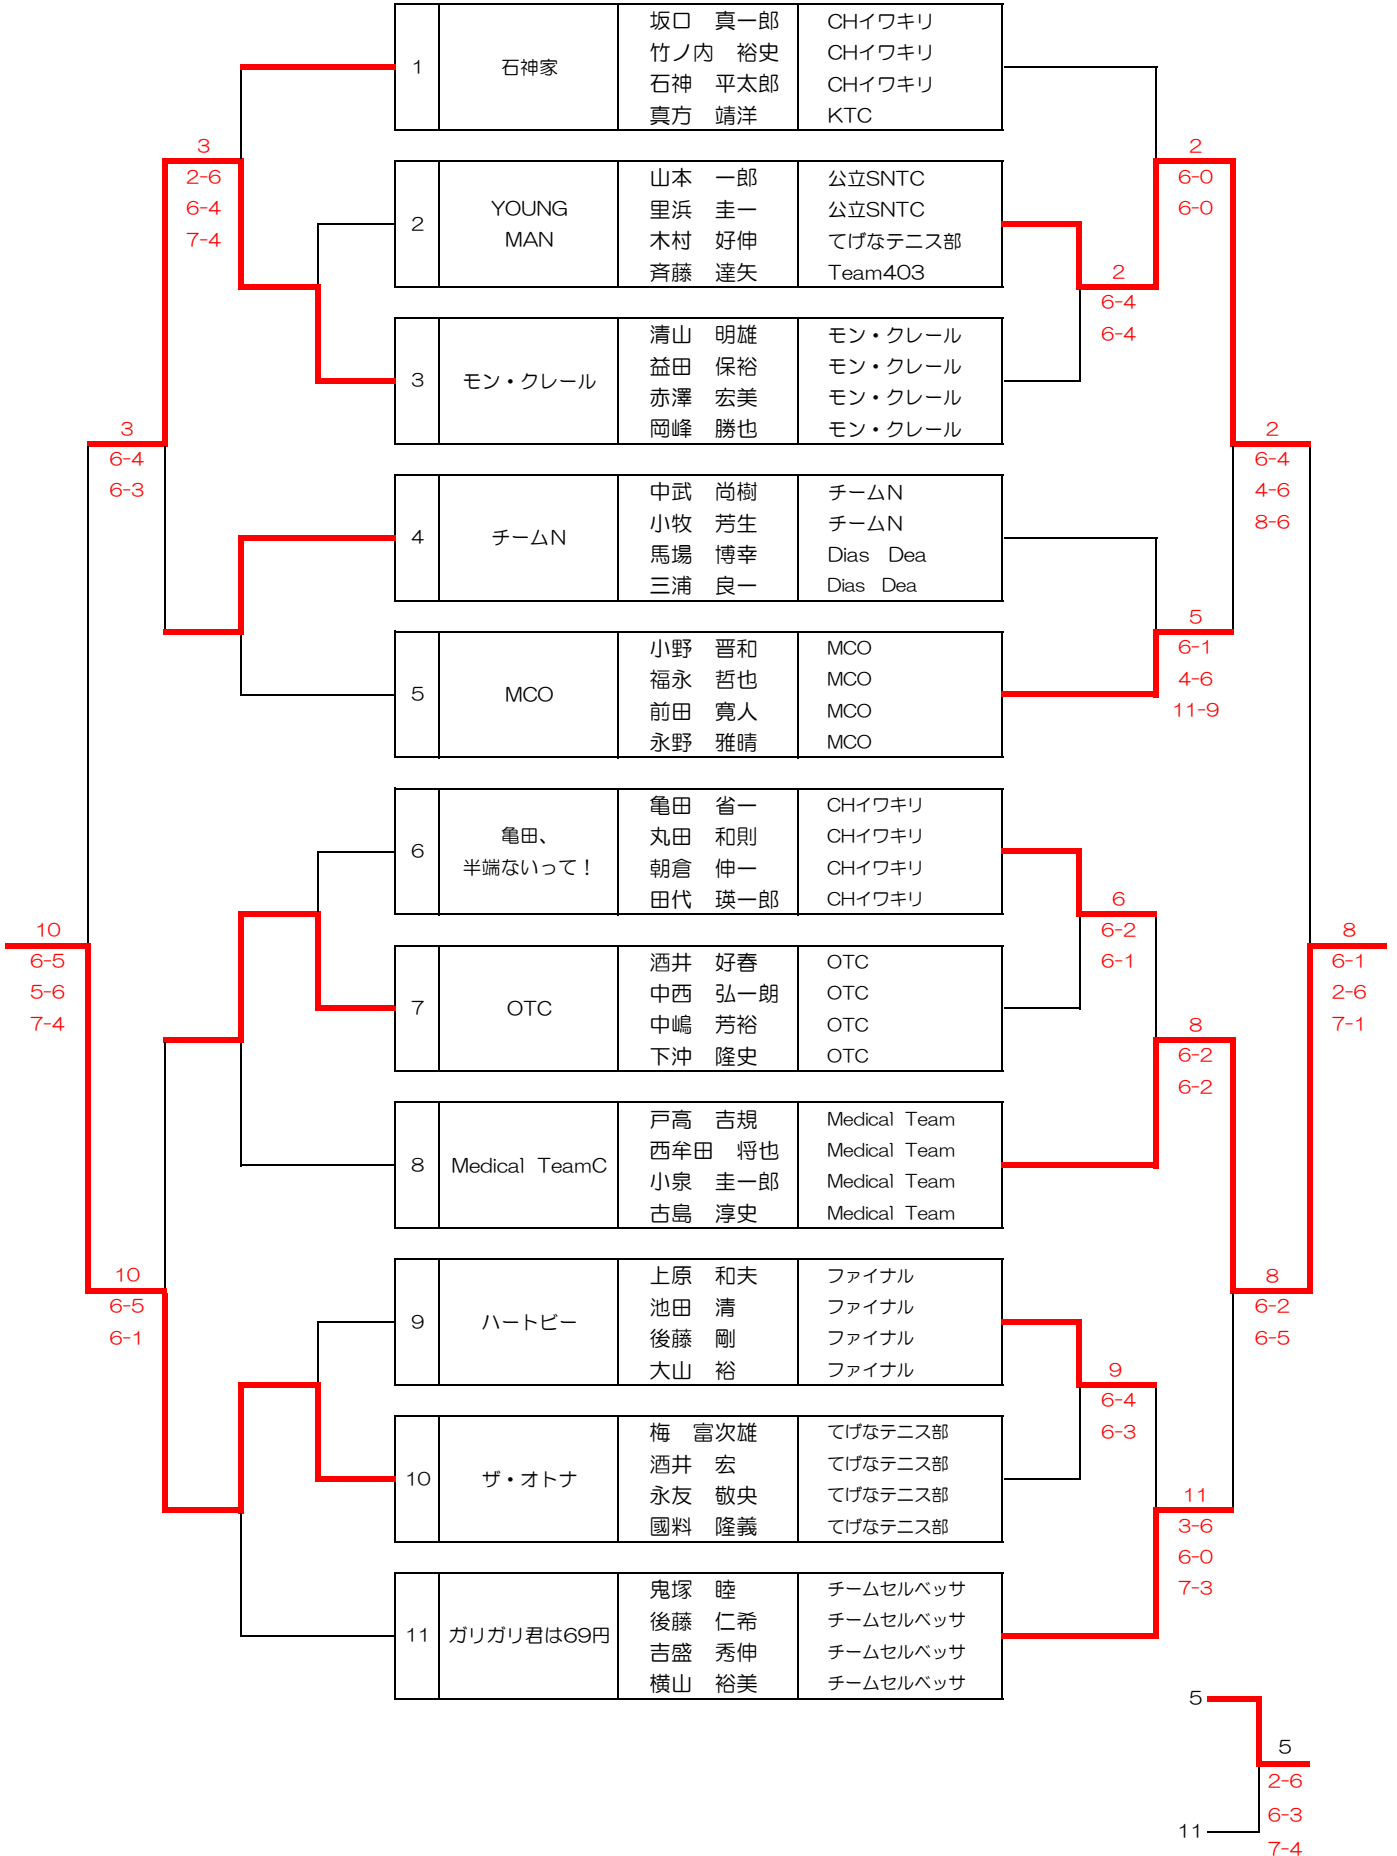 坂口　真一郎 CHイワキリ
竹ノ内　裕史 CHイワキリ
1 石神家
石神　平太郎 CHイワキリ
真方　靖洋 KTC
3 2
山本　一郎 公立SNTC
2-6 6-0
里浜　圭一 公立SNTC
6-4 6-0
2 YOUNG
MAN
木村　好伸 てげなテニス部
7-4
斉藤　達矢 Team403
2
6-4
清山　明雄 モン・クレール
6-4
益田　保裕 モン・クレール
3 モン・クレール
赤澤　宏美 モン・クレール
岡峰　勝也 モン・クレール
3 2
6-4 6-4
6-3 4-6
中武　尚樹 チームN
8-6
小牧　芳生 チームN
4 チームN
馬場　博幸 Dias Dea
三浦　良一 Dias Dea
5
小野　晋和 MCO
6-1
福永　哲也 MCO
4-6
5 MCO
前田　寛人 MCO
11-9
永野　雅晴 MCO
亀田　省一 CHイワキリ
丸田　和則 CHイワキリ
6 亀田、
半端ないって！
朝倉　伸一 CHイワキリ
田代　瑛一郎 CHイワキリ
6
10 6-2 8
6-5 酒井　好春 OTC 6-1 6-1
5-6 中西　弘一朗 OTC 2-6
7 OTC
7-4 中嶋　芳裕 OTC 8 7-1
下沖　隆史 OTC 6-2
6-2
戸高　吉規 Medical Team
西牟田　将也 Medical Team
8 Medical TeamC
小泉　圭一郎 Medical Team
古島　淳史 Medical Team
10 上原　和夫 ファイナル 8
6-5 池田　清 ファイナル 6-2
9 ハートビー
6-1 後藤　剛 ファイナル 6-5
大山　裕 ファイナル 9
6-4
梅　富次雄 てげなテニス部 6-3
酒井　宏 てげなテニス部
10 ザ・オトナ
永友　敬央 てげなテニス部 11
國料　隆義 てげなテニス部 3-6
6-0
鬼塚　睦 チームセルベッサ 7-3
後藤　仁希 チームセルベッサ
11 ガリガリ君は69円
吉盛　秀伸 チームセルベッサ
横山　裕美 チームセルベッサ
5
5
2-6
6-3
11
7-4